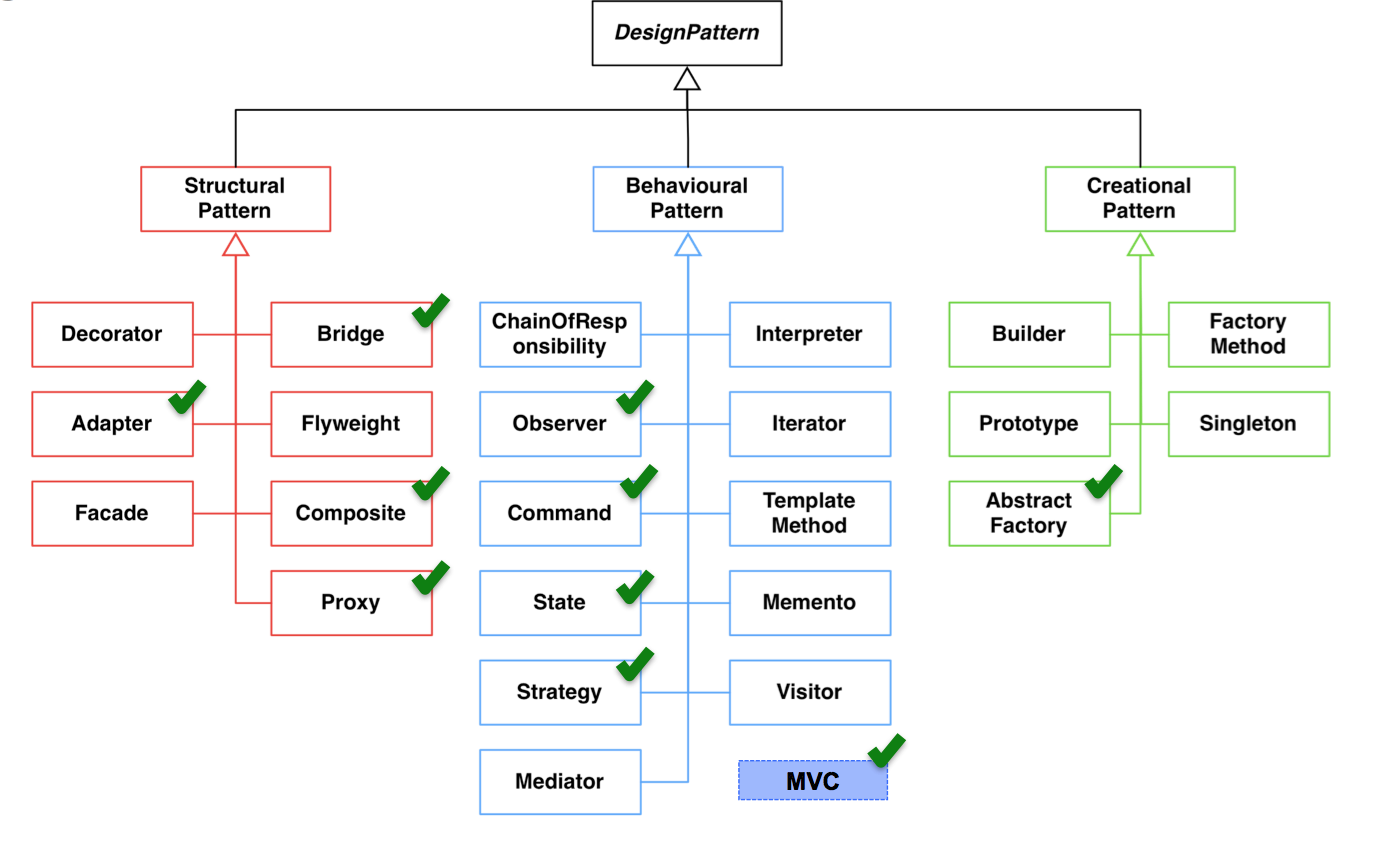 DesignPattern
Structural
Pattern
Behavioural
Pattern
Creational
Pattern
Decorator
Bridge
Adapter
Flyweight
Facade
Composite
Proxy
ChainOfResp
onsibility
Interpreter
Observer
Iterator
Command
Template
Method
State
Memento
Strategy
Visitor
Mediator
MVC
Builder
Factory
Method
Prototype
Singleton
Abstract
Factory